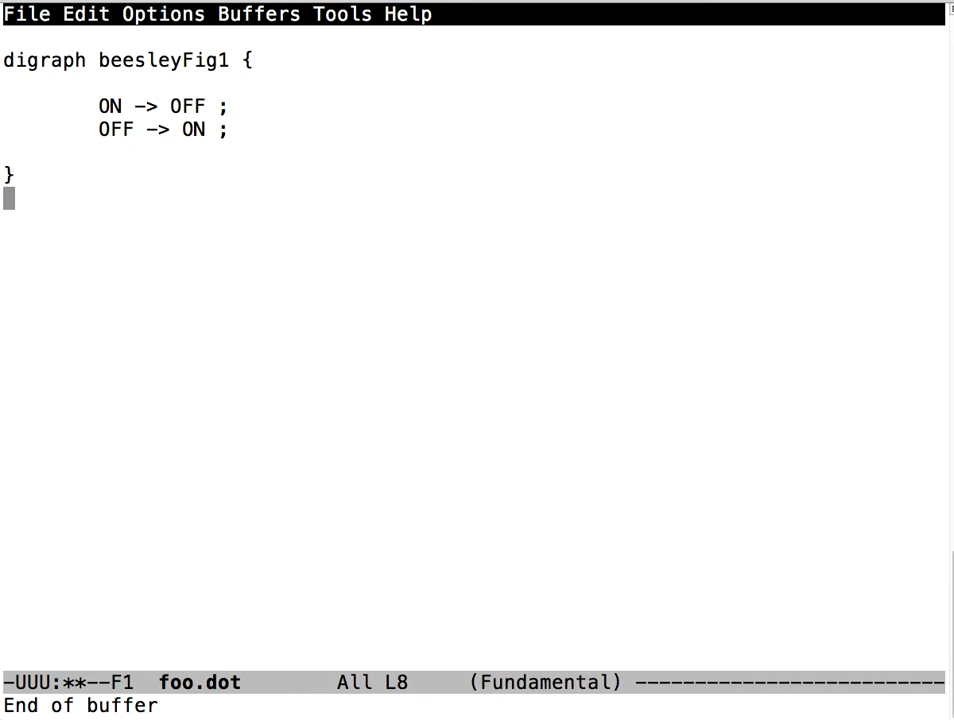 File Edit Options Buffers Tools Help
digraph beesleyFig1 {
ON -> OFF ;
OFF -> ON ;
}
-UUU:**--F1 foo.dot All L8 (Fundamental) --------------------------
End of buffer